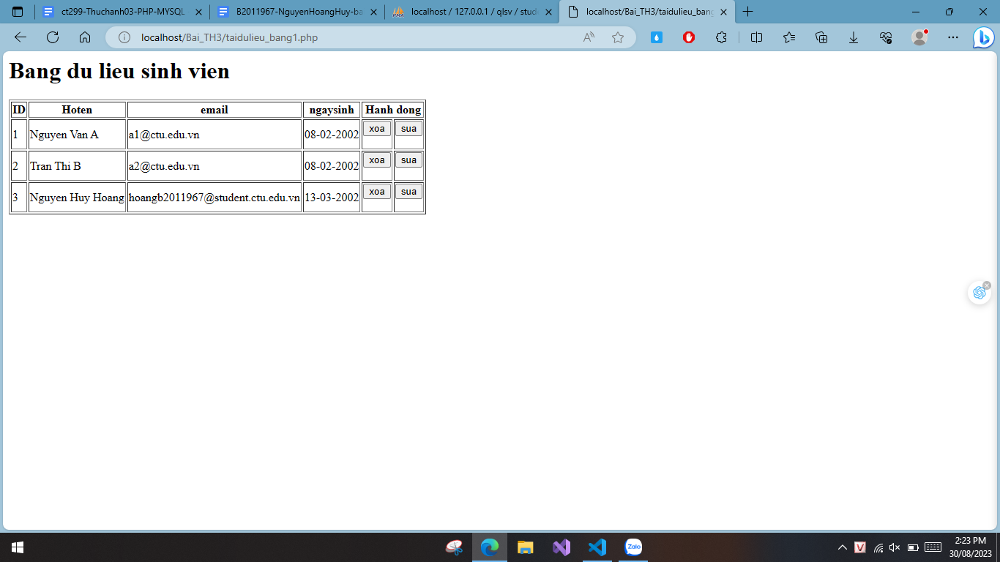 ct299-Thuchanh03-PHP-MYSQL
B2011967-NguyenHoangHuy-ba
localhost / 127.0.0.1 / qlsv / stud
localhost/Bai_TH3/taidulieu_bang
localhost/Bai_TH3/taidulieu_bang1.php
Bang du lieu sinh vien
ID Hoten email ngaysinh Hanh dong
1 Nguyen Van A a1@ctu.edu.vn 08-02-2002 xoa sua
2 Tran Thi B a2@ctu.edu.vn 08-02-2002 xoa sua
3 Nguyen Huy Hoang hoangb2011967@student.ctu.edu.vn 13-03-2002 xoa sua
Zalo
V
2:23 PM
30/08/2023